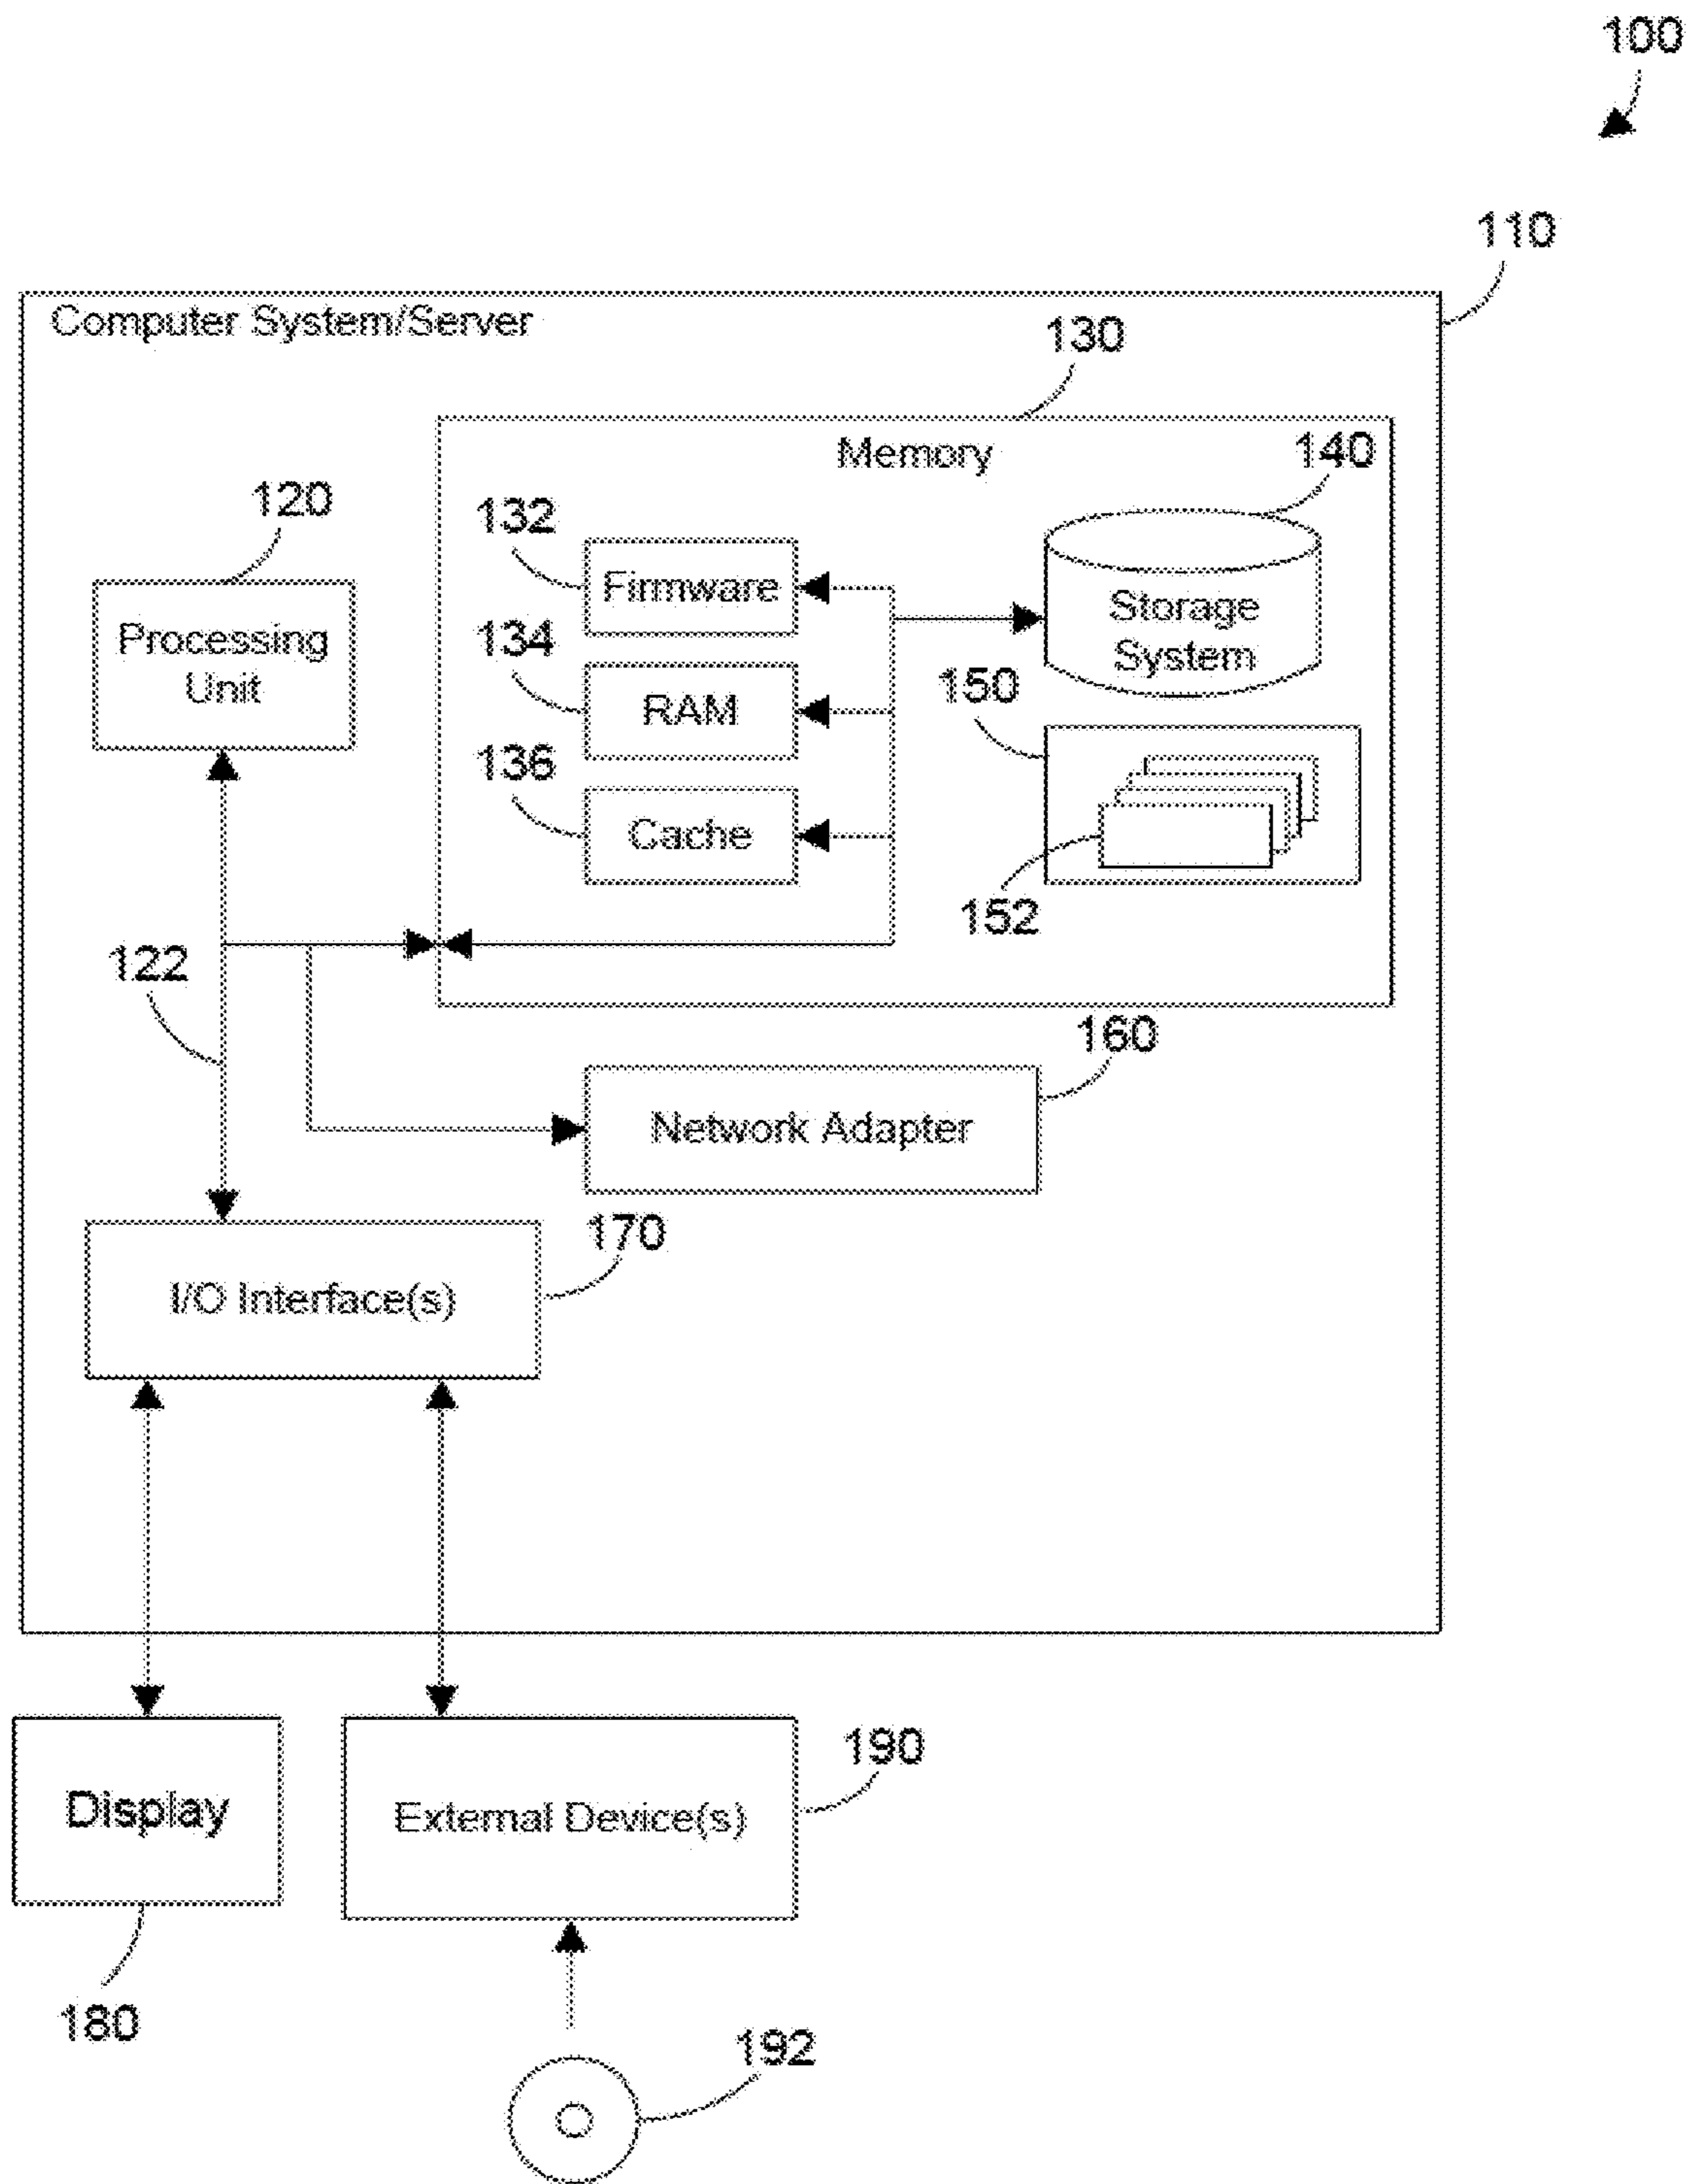 100
110
Computer System/Server
130
Memory
140
120
132
Firmware
Processing
Unit
134
RAM
Storage
System
150
136
Cache
152
122
160
Network Adapter
170
I/O Interface(s)
190
Display
External Device(s)
180
192